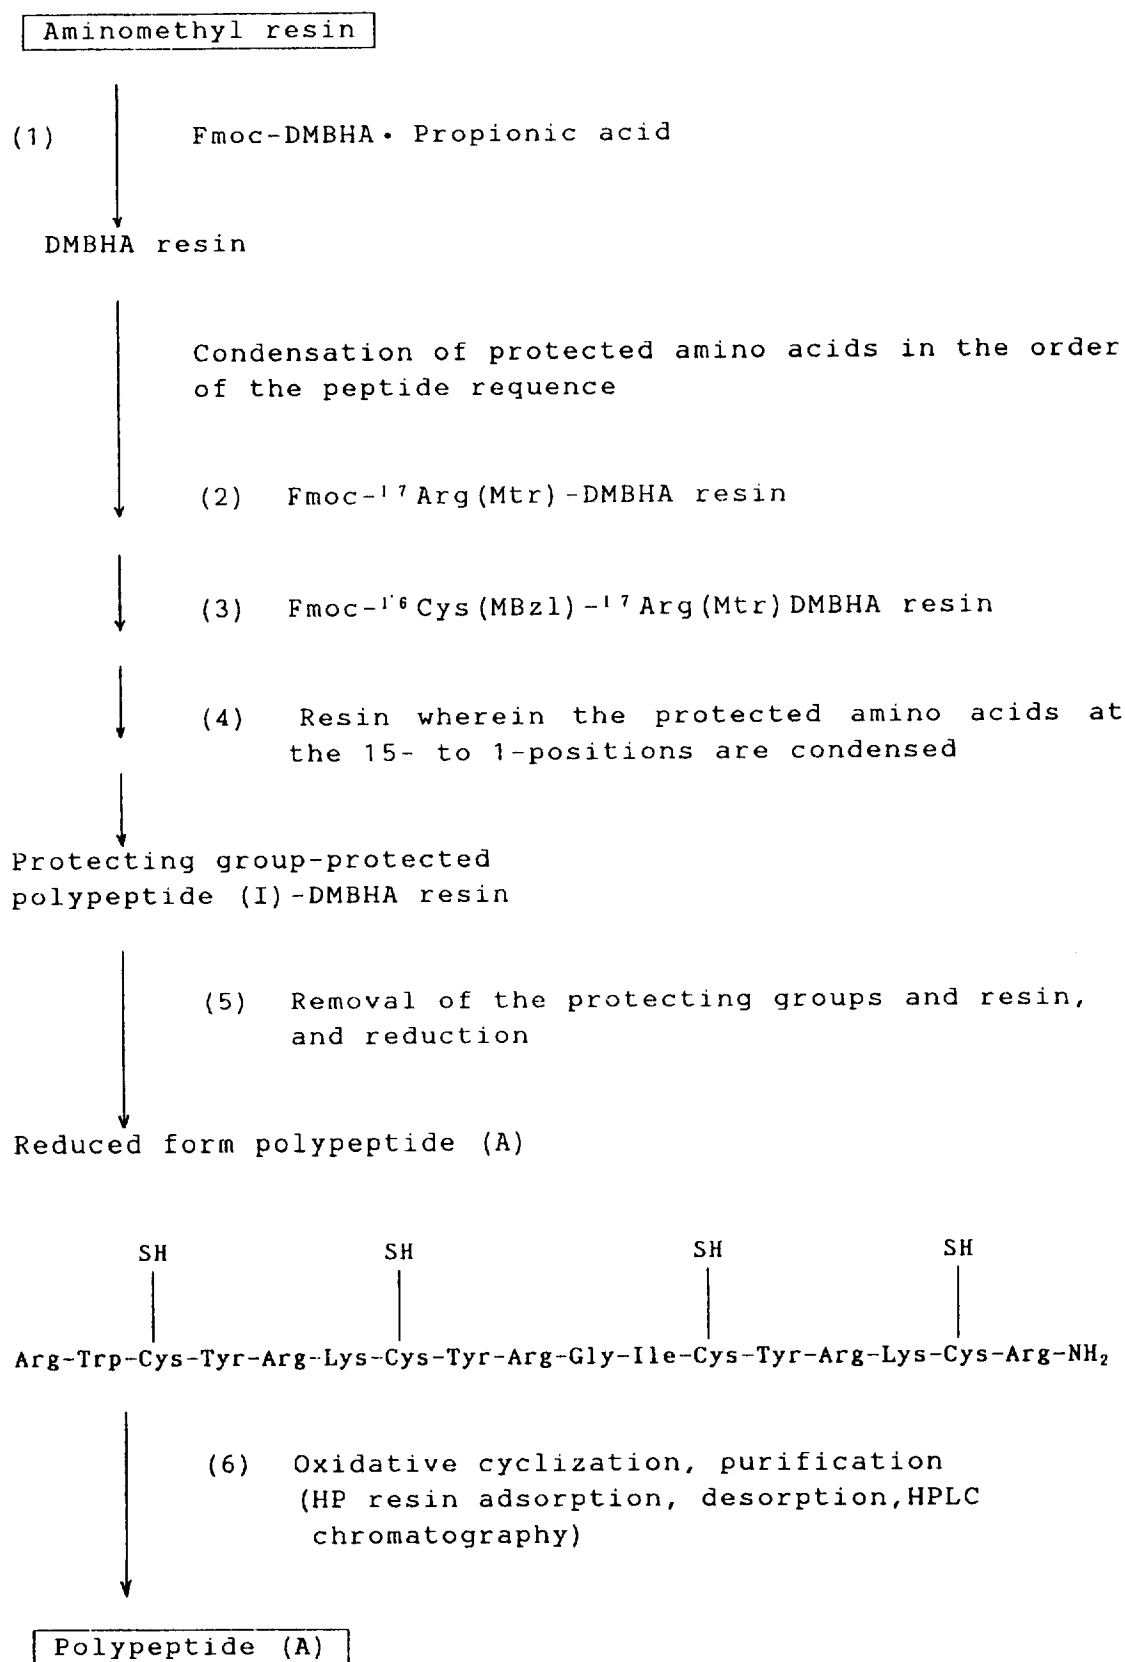 Aminomethyl resin
(1) Fmoc-DMBHA• Propionic acid
DMBHA resin
Condensation of protected amino acids in the order
of the peptide requence
(2) Fmoc-¹⁷Arg(Mtr)-DMBHA resin
(3) Fmoc-¹⁶Cys(MBzl)-¹⁷Arg(Mtr)DMBHA resin
(4) Resin wherein the protected amino acids at
the 15- to 1-positions are condensed
Protecting group-protected
polypeptide (I)-DMBHA resin
(5) Removal of the protecting groups and resin,
and reduction
Reduced form polypeptide (A)
SH SH SH SH
Arg-Trp-Cys-Tyr-Arg-Lys-Cys-Tyr-Arg-Gly-Ile-Cys-Tyr-Arg-Lys-Cys-Arg-NH₂
(6) Oxidative cyclization, purification
(HP resin adsorption, desorption,HPLC
chromatography)
Polypeptide (A)